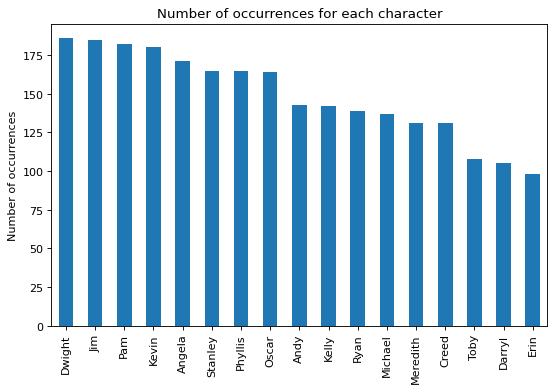 Number of occurrences for each character
Number of occurrences
175
150
125
100
75
50
25
0
Dwight
Jim
Pam
Kevin
Angela
Stanley
Phyllis
Oscar
Andy
Kelly
Ryan
Michael
Meredith
Creed
Toby
Darryl
Erin